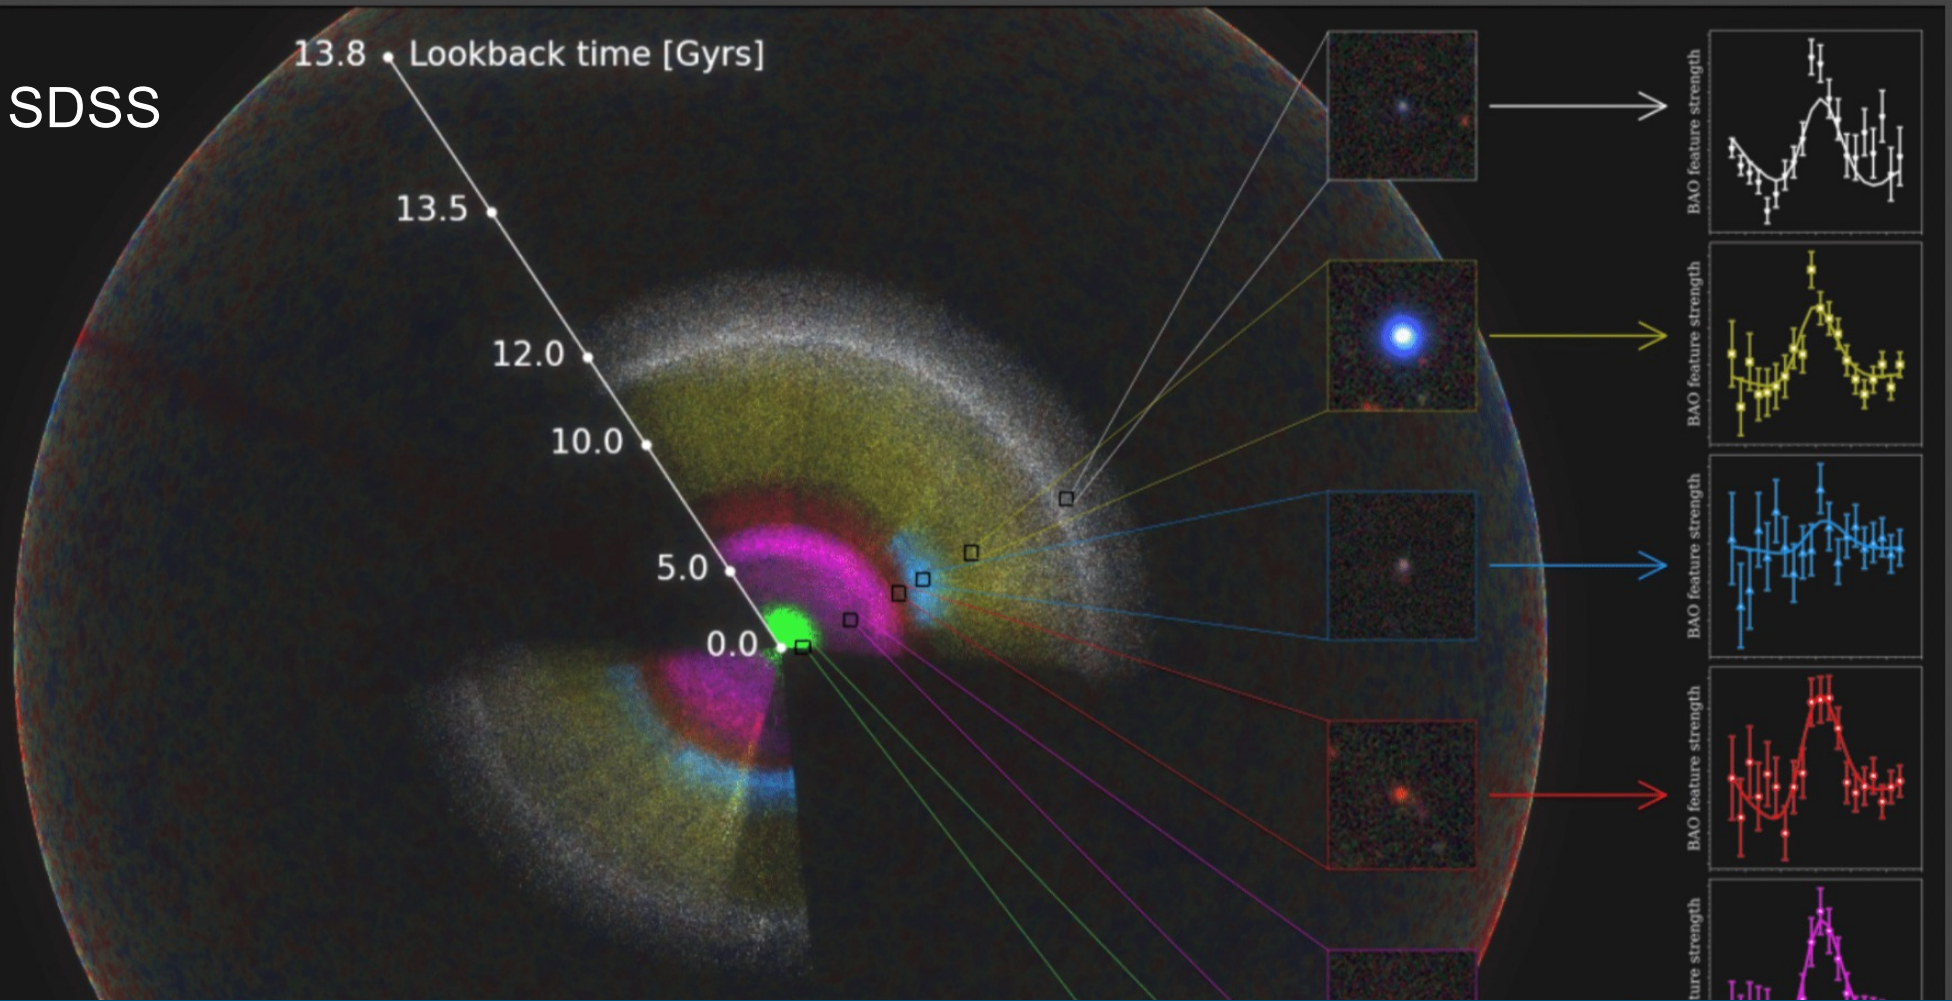 13.8 Lookback time [Gyrs]
SDSS
13.5
12.0
10.0
5.0
0.0
BAO feature strength
BAO feature strength
BAO feature strength
BAO feature strength
ture strength